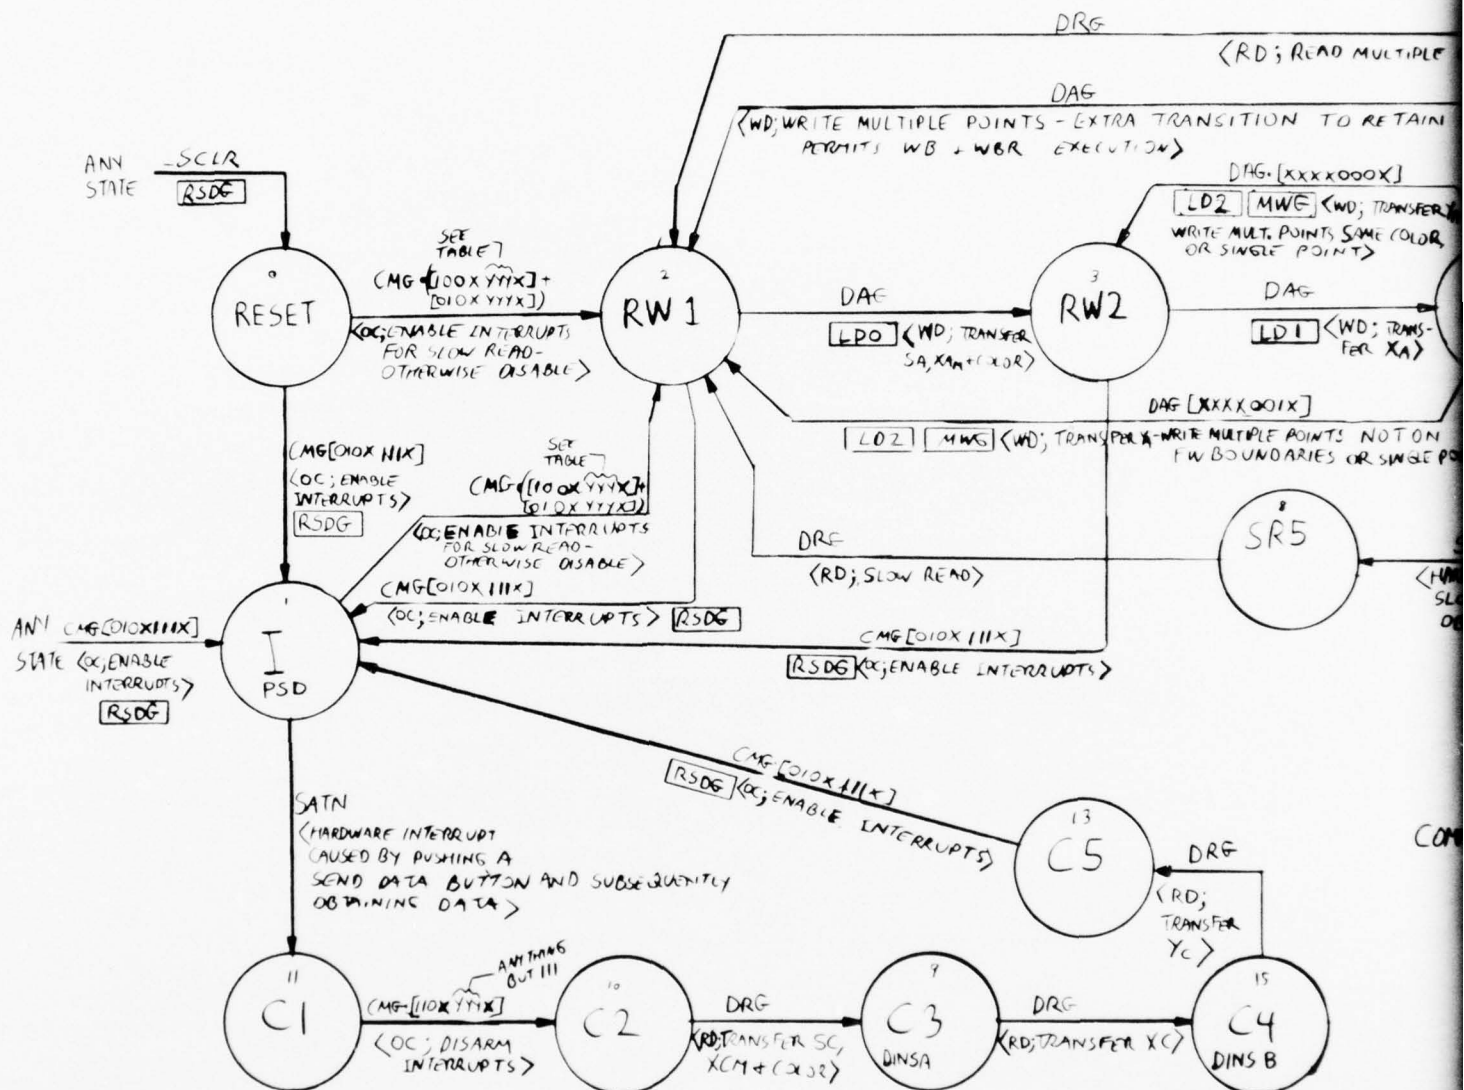 DRG
<RD; READ MULTIPLE
DAG
<WD; WRITE MULTIPLE POINTS - EXTRA TRANSITION TO RETAIN
PERMITS WB + WBR EXECUTION>
ANY
STATE
SCLR
RSDG
DAG.[XXXX000X]
LD2 MWG <WD; TRANSFER
WRITE MULT. POINTS SAME COLOR,
OR SINGLE POINT>
0
RESET
SEE
TABLE
CMG.([100X YYYX]+
[010X YYYX])
<OC; ENABLE INTERRUPTS
FOR SLOW READ-
OTHERWISE DISABLE>
2
RW1
DAG
LD0 <WD; TRANSFER
SA, XAM+COLOR>
3
RW2
DAG
LD1 <WD; TRANS-
FER XA>
DAG [XXXX001X]
LD2 MWG <WD; TRANSFER -WRITE MULTIPLE POINTS NOT ON
FW BOUNDARIES OR SINGLE
CMG[010X 111X]
<OC; ENABLE
INTERRUPTS>
RSDG
SEE
TABLE
CMG.([100X YYYX]+
[010X YYYX])
<OC; ENABLE INTERRUPTS
FOR SLOW READ-
OTHERWISE DISABLE>
CMG[010X 111X]
<OC; ENABLE INTERRUPTS> RSDG
DRG
<RD; SLOW READ>
8
SR5
ANY CMG[010X111X]
STATE <OC; ENABLE
INTERRUPTS>
RSDG
1
I
PSD
CMG[010X 111X]
RSDG <OC; ENABLE INTERRUPTS>
CMG.[010X 111X]
RSDG <OC; ENABLE INTERRUPTS>
SATN
<HARDWARE INTERRUPT
CAUSED BY PUSHING A
SEND DATA BUTTON AND SUBSEQUENTLY
OBTAINING DATA>
13
C5
DRG
<RD;
TRANSFER
YC>
11
C1
ANYTHING
BUT 111
CMG.[110X YYYX]
<OC; DISARM
INTERRUPTS>
10
C2
DRG
<RD; TRANSFER SC,
XCM + COLOR>
9
C3
DINSA
DRG
<RD; TRANSFER XC>
15
C4
DINS B